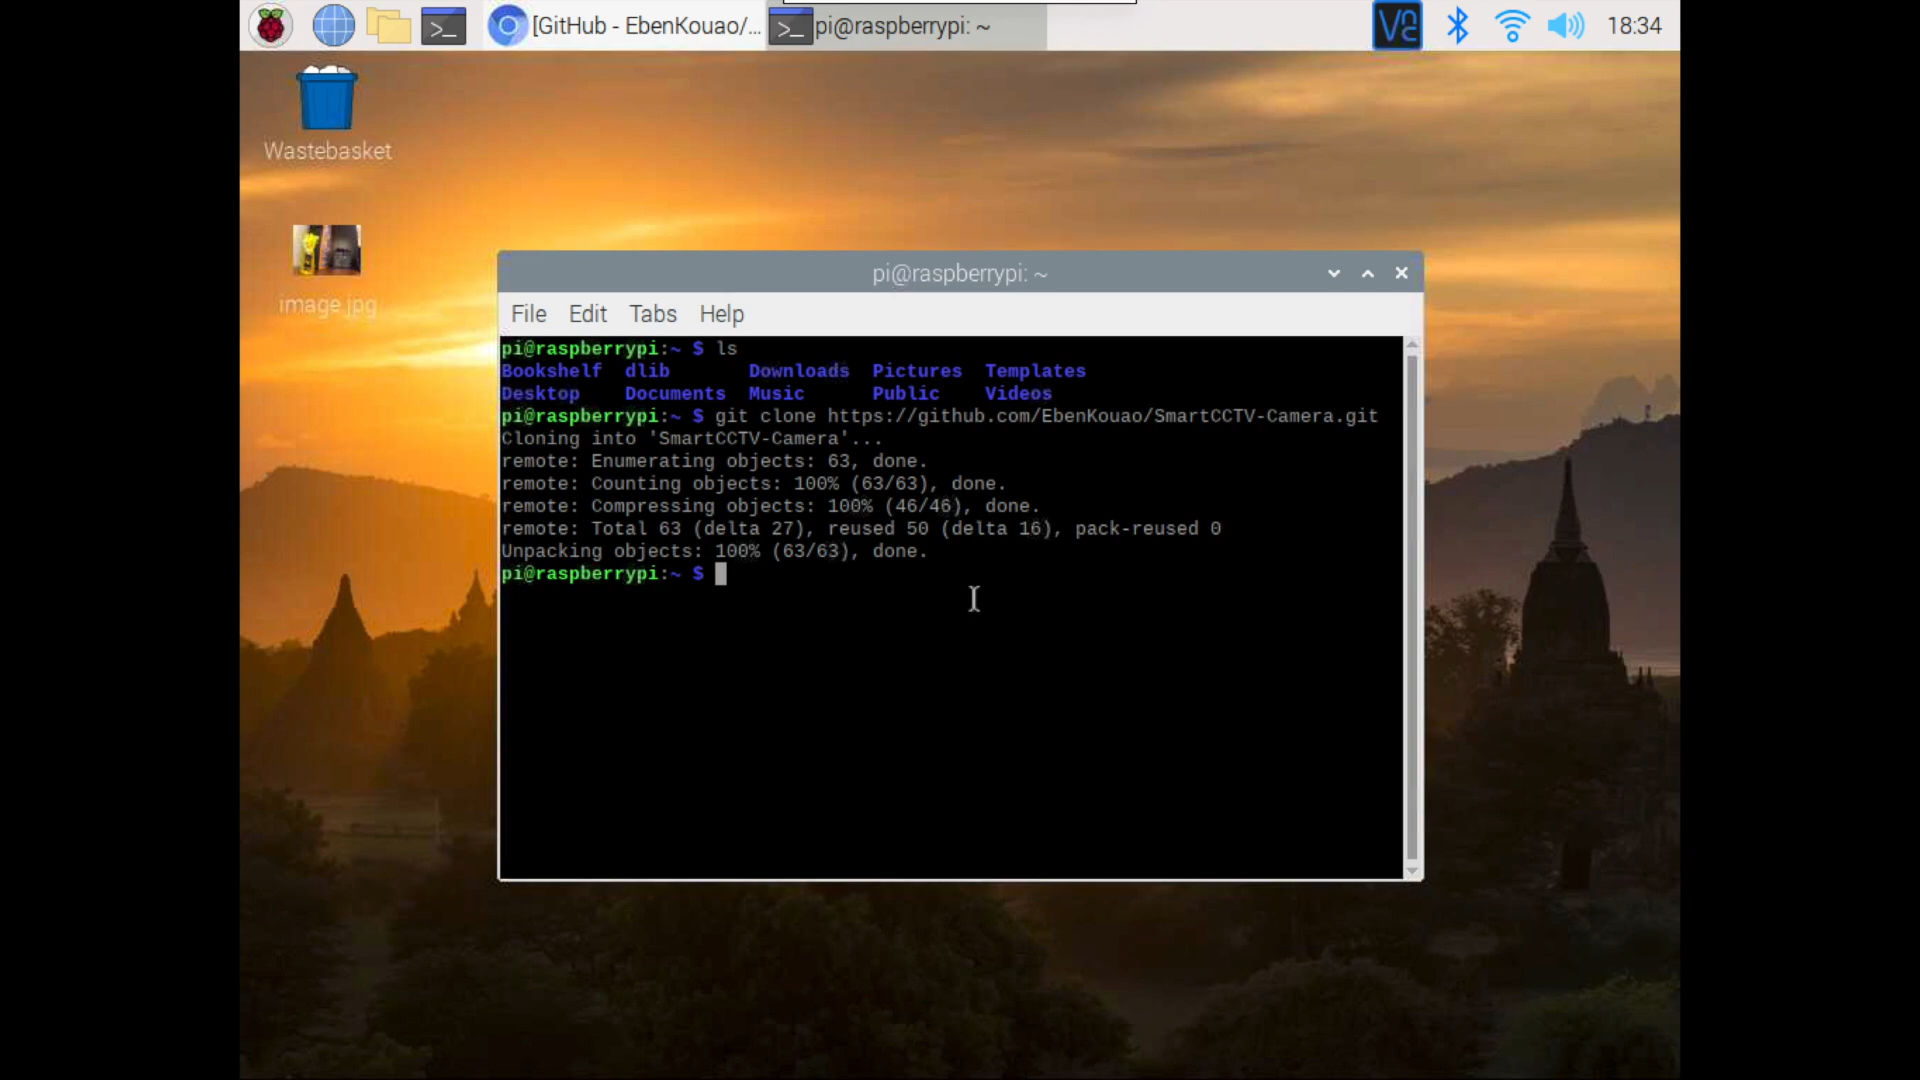 [GitHub - EbenKouao/...
pi@raspberrypi: ~
18:34
Wastebasket
image.jpg
pi@raspberrypi: ~
File Edit Tabs Help
pi@raspberrypi:~ $ ls
Bookshelf dlib Downloads Pictures Templates
Desktop Documents Music Public Videos
pi@raspberrypi:~ $ git clone https://github.com/EbenKouao/SmartCCTV-Camera.git
Cloning into 'SmartCCTV-Camera'...
remote: Enumerating objects: 63, done.
remote: Counting objects: 100% (63/63), done.
remote: Compressing objects: 100% (46/46), done.
remote: Total 63 (delta 27), reused 50 (delta 16), pack-reused 0
Unpacking objects: 100% (63/63), done.
pi@raspberrypi:~ $